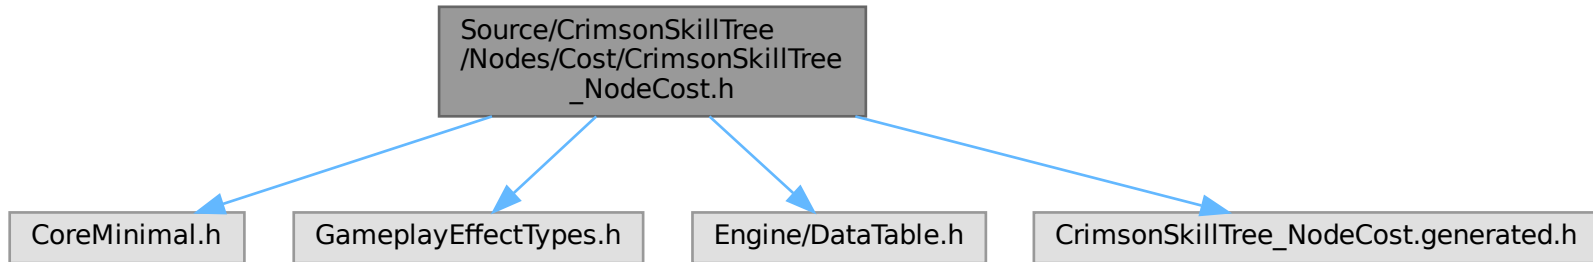 Source/CrimsonSkillTree
/Nodes/Cost/CrimsonSkillTree
_NodeCost.h
CoreMinimal.h
GameplayEffectTypes.h
Engine/DataTable.h
CrimsonSkillTree_NodeCost.generated.h